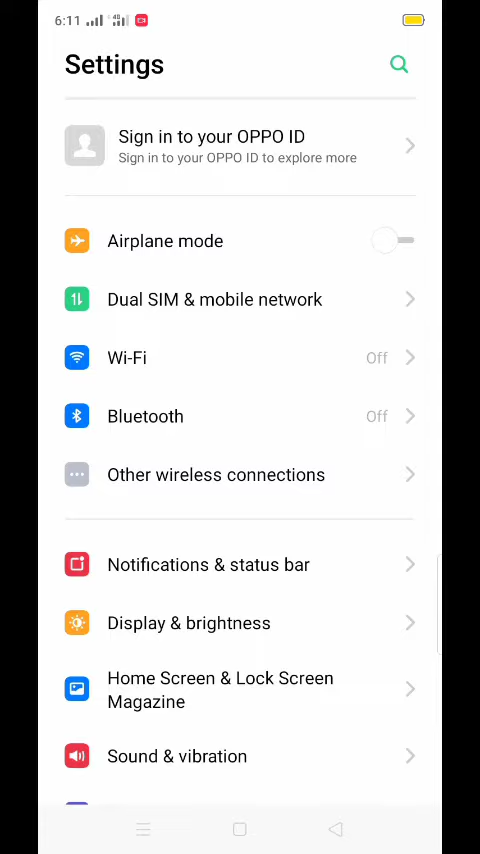 6:11 4G
Settings
Sign in to your OPPO ID
Sign in to your OPPO ID to explore more
Airplane mode
Dual SIM & mobile network
Wi-Fi Off
Bluetooth Off
Other wireless connections
Notifications & status bar
Display & brightness
Home Screen & Lock Screen
Magazine
Sound & vibration